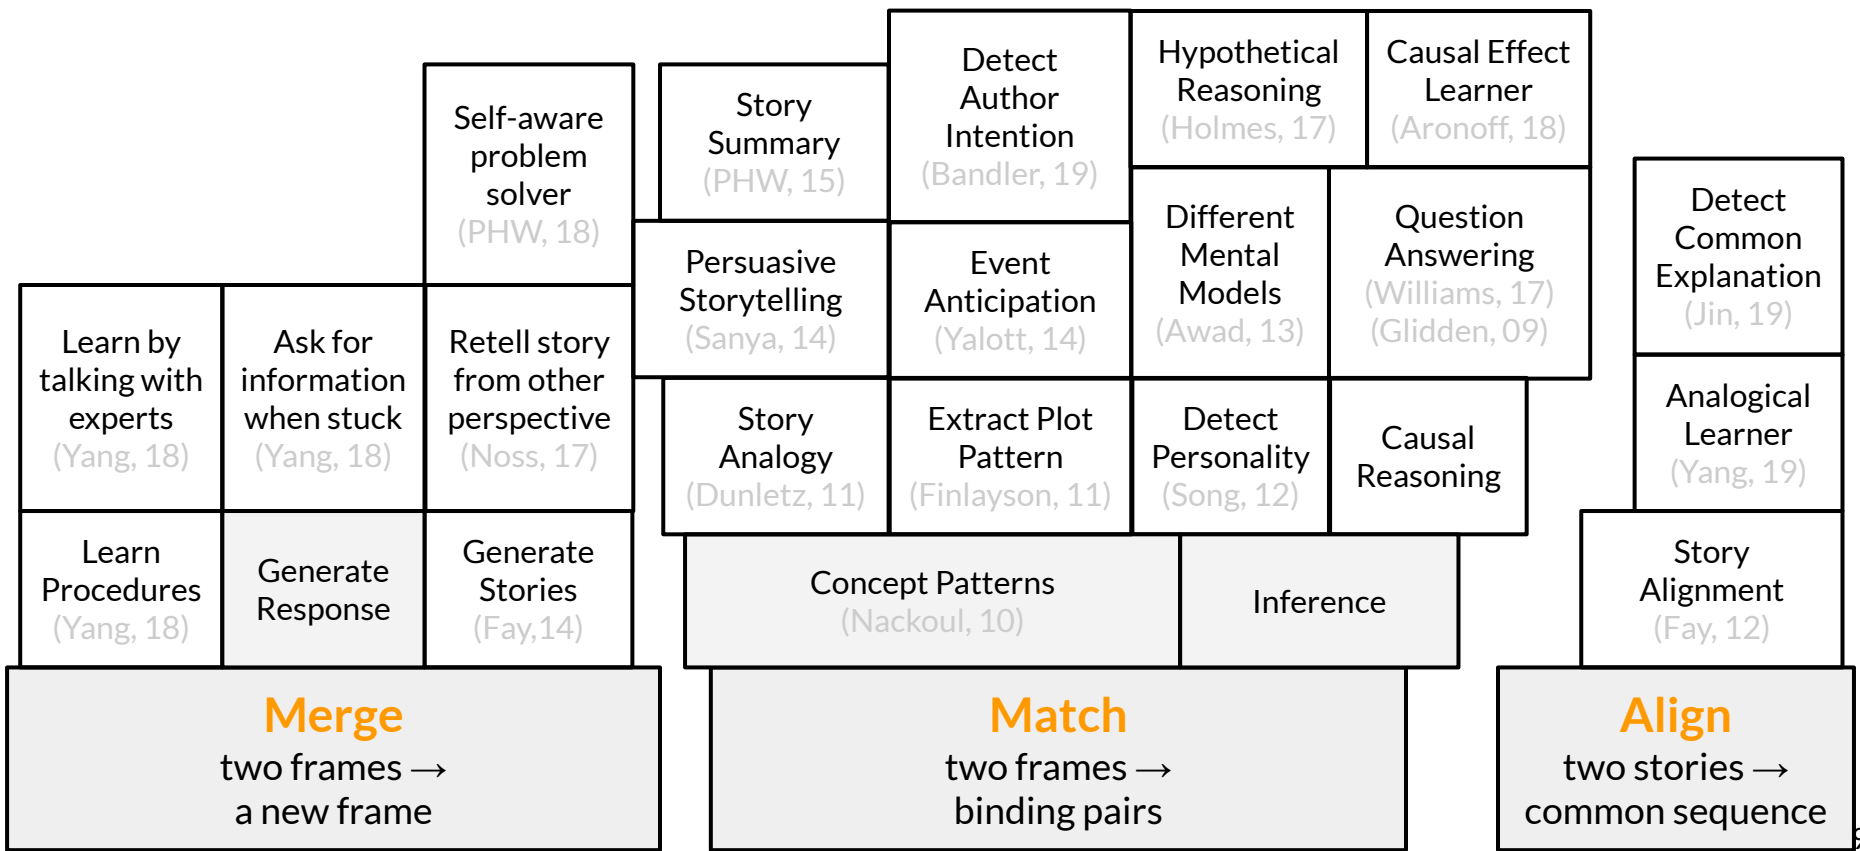 Self-aware
problem
solver
(PHW, 18)
Learn by
talking with
experts
(Yang, 18)
Ask for
information
when stuck
(Yang, 18)
Retell story
from other
perspective
(Noss, 17)
Learn
Procedures
(Yang, 18)
Generate
Response
Generate
Stories
(Fay,14)
Merge
two frames →
a new frame
Story
Summary
(PHW, 15)
Detect
Author
Intention
(Bandler, 19)
Hypothetical
Reasoning
(Holmes, 17)
Causal Effect
Learner
(Aronoff, 18)
Persuasive
Storytelling
(Sanya, 14)
Event
Anticipation
(Yalott, 14)
Different
Mental
Models
(Awad, 13)
Question
Answering
(Williams, 17)
(Glidden, 09)
Story
Analogy
(Dunletz, 11)
Extract Plot
Pattern
(Finlayson, 11)
Detect
Personality
(Song, 12)
Causal
Reasoning
Concept Patterns
(Nackoul, 10)
Inference
Match
two frames →
binding pairs
Detect
Common
Explanation
(Jin, 19)
Analogical
Learner
(Yang, 19)
Story
Alignment
(Fay, 12)
Align
two stories →
common sequence